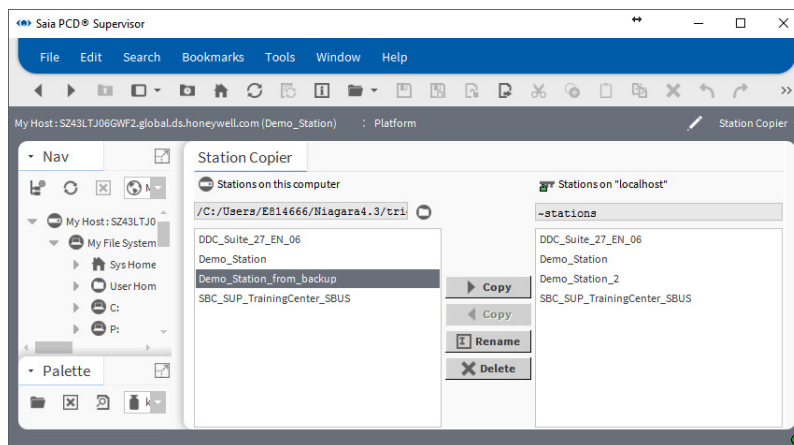 Saia PCD® Supervisor
File Edit Search Bookmarks Tools Window Help
My Host : SZ43LTJ06GWF2.global.ds.honeywell.com (Demo_Station) : Platform Station Copier
Nav
My Host : SZ43LTJ0
My File System
Sys Home
User Hom
C:
P:
Palette
k
Station Copier
Stations on this computer
/C:/Users/E814666/Niagara4.3/tri
DDC_Suite_27_EN_06
Demo_Station
Demo_Station_from_backup
SBC_SUP_TrainingCenter_SBUS
Copy
Copy
Rename
Delete
Stations on "localhost"
~stations
DDC_Suite_27_EN_06
Demo_Station
Demo_Station_2
SBC_SUP_TrainingCenter_SBUS